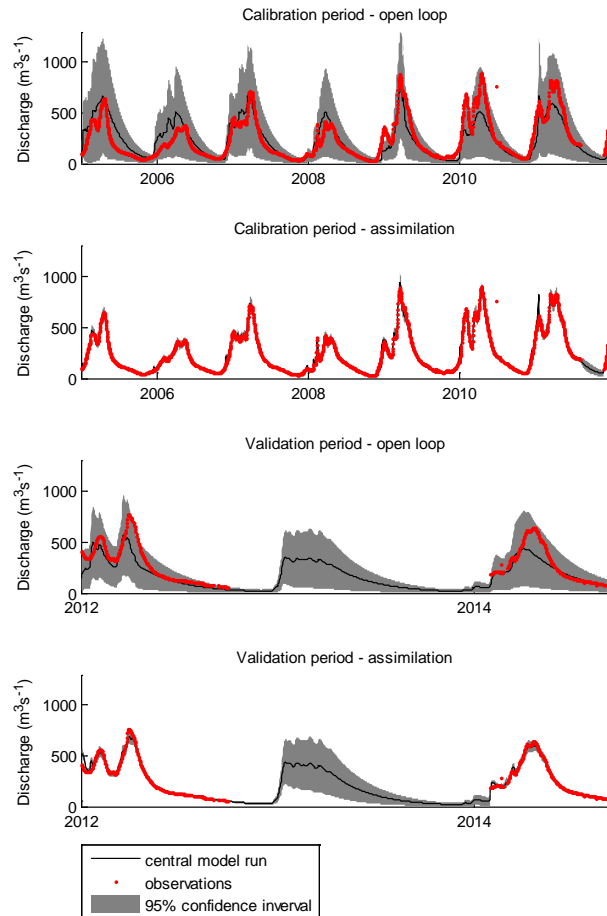 Calibration period - open loop
Discharge (m³s-1)
1000
500
0
2006
2008
2010
Calibration period - assimilation
Discharge (m³s-1)
1000
500
0
2006
2008
2010
Validation period - open loop
Discharge (m³s-1)
1000
500
0
2012
2014
Validation period - assimilation
Discharge (m³s-1)
1000
500
0
2012
2014
central model run
observations
95% confidence inverval